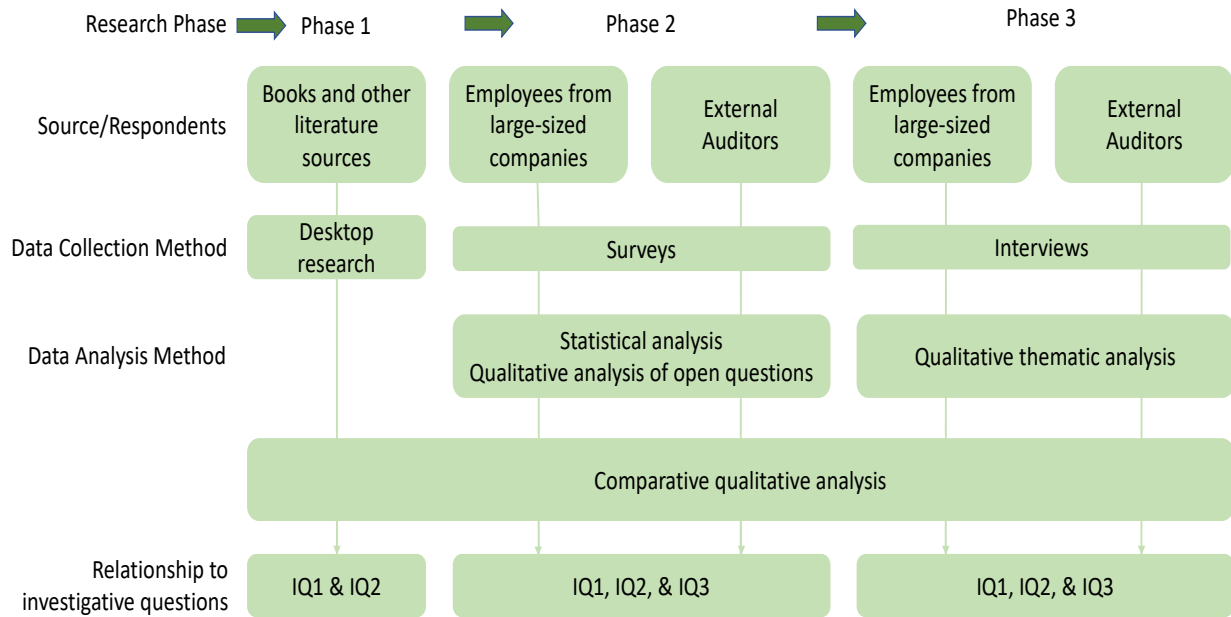 Research Phase
Phase 1
Phase 2
Phase 3
Source/Respondents
Books and other
literature
sources
Employees from
large-sized
companies
External
Auditors
Employees from
large-sized
companies
External
Auditors
Data Collection Method
Desktop
research
Surveys
Interviews
Data Analysis Method
Statistical analysis
Qualitative analysis of open questions
Qualitative thematic analysis
Comparative qualitative analysis
Relationship to
investigative questions
IQ1 & IQ2
IQ1, IQ2, & IQ3
IQ1, IQ2, & IQ3